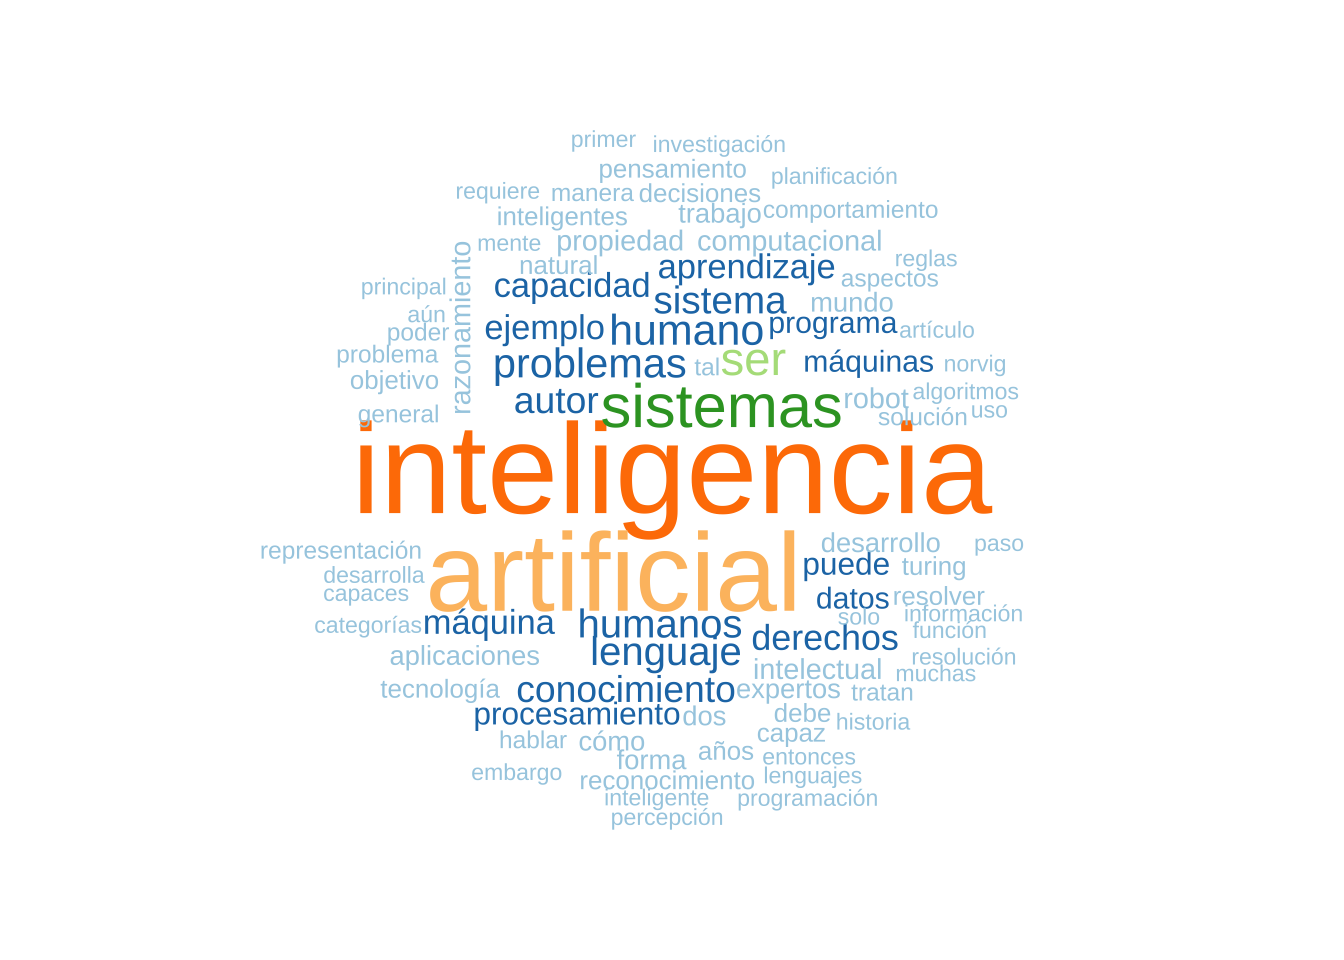 primer investigación
pensamiento planificación
requiere manera decisiones
inteligentes trabajo comportamiento
mente propiedad computacional
natural aprendizaje reglas
principal razonamiento capacidad sistema aspectos
aún mundo
poder ejemplo humano programa artículo
problema problemas tal ser máquinas norvig
objetivo autor sistemas robot algoritmos
general solución uso
inteligencia
representación artificial desarrollo paso
desarrolla puede turing
capaces datos resolver
categorías máquina humanos solo información
lenguaje derechos función
aplicaciones intelectual resolución
muchas
tecnología conocimiento expertos tratan
procesamiento dos debe historia
hablar cómo capaz
forma años entonces
embargo reconocimiento lenguajes
inteligente programación
percepción